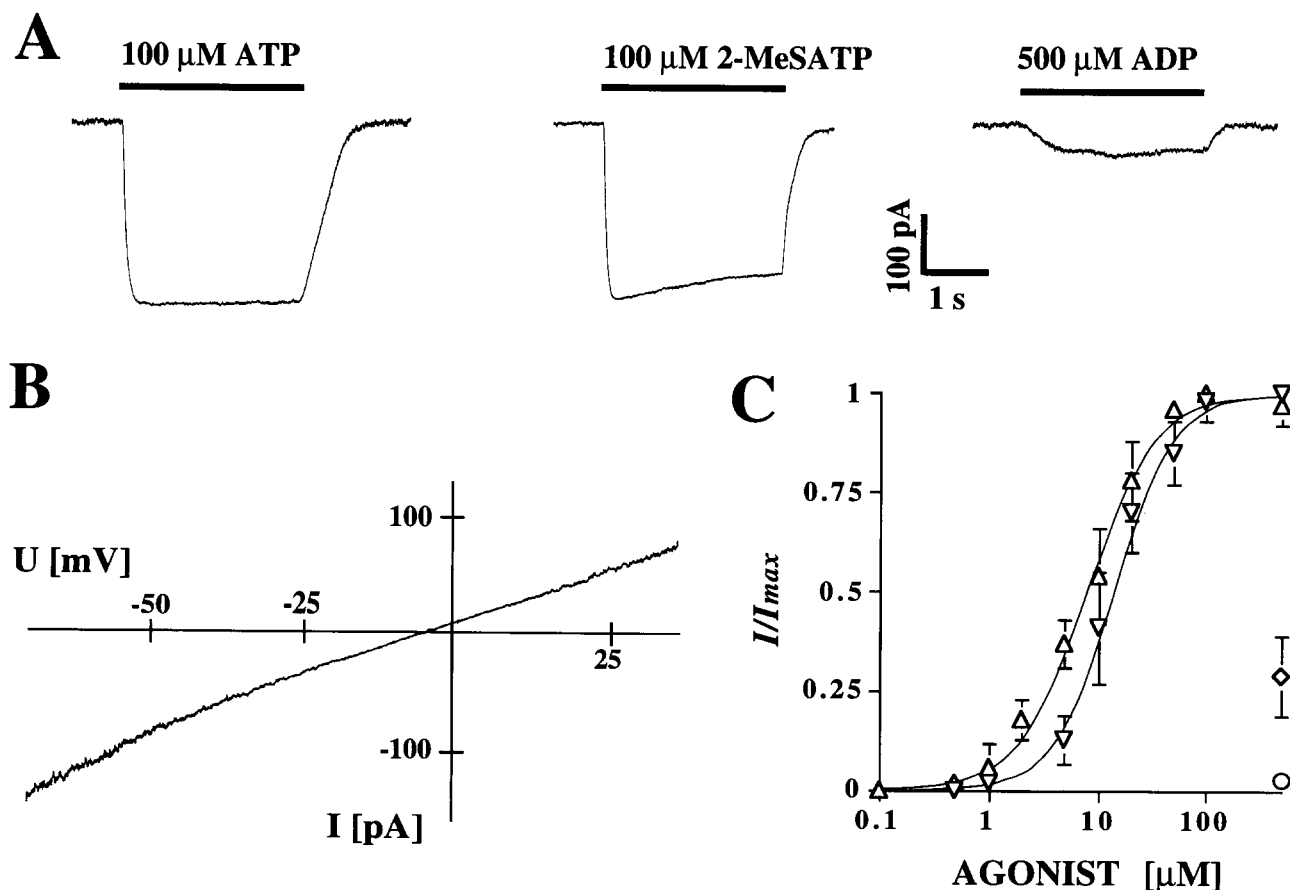 A
100 μM ATP
100 μM 2-MeSATP
500 μM ADP
100 pA
1 s
B
U [mV]
100
-50
-25
25
-100
I [pA]
C
1
0.75
0.5
0.25
0
I/Imax
0.1
1
10
100
AGONIST [μM]